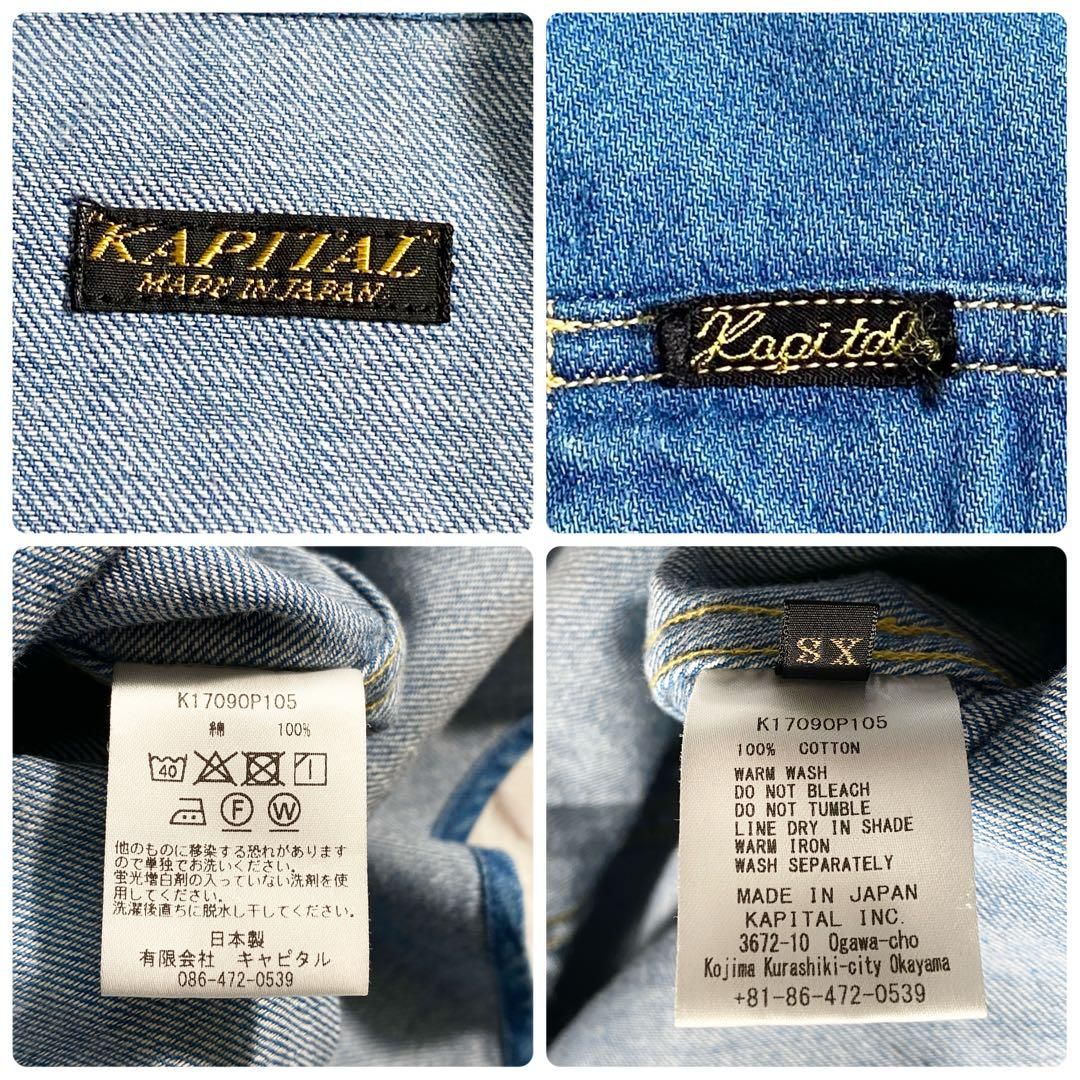 KAPITAL
MADE IN JAPAN
Kapital
K17090P105
綿 100%
40
F W
他のものに移染する恐れがあります
ので単独でお洗いください。
蛍光増白剤の入っていない洗剤を使
用してください。
洗濯後直ちに脱水し干してください。
日本製
有限会社 キャピタル
086-472-0539
SX
K17090P105
100% COTTON
WARM WASH
DO NOT BLEACH
DO NOT TUMBLE
LINE DRY IN SHADE
WARM IRON
WASH SEPARATELY
MADE IN JAPAN
KAPITAL INC.
3672-10 Ogawa-cho
Kojima Kurashiki-city Okayama
+81-86-472-0539